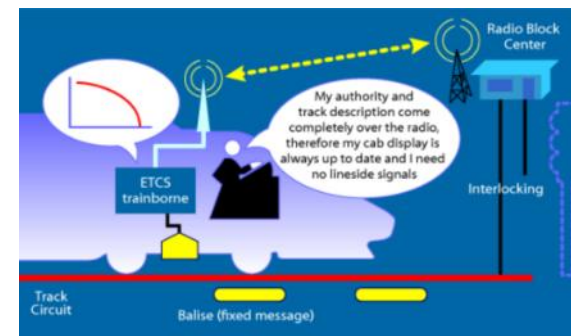 Radio Block
Center
My authority and
track description come
completely over the radio,
therefore my cab display is
always up to date and I need
no lineside signals
ETCS
trainborne
Interlocking
Track
Circuit
Balise (fixed message)